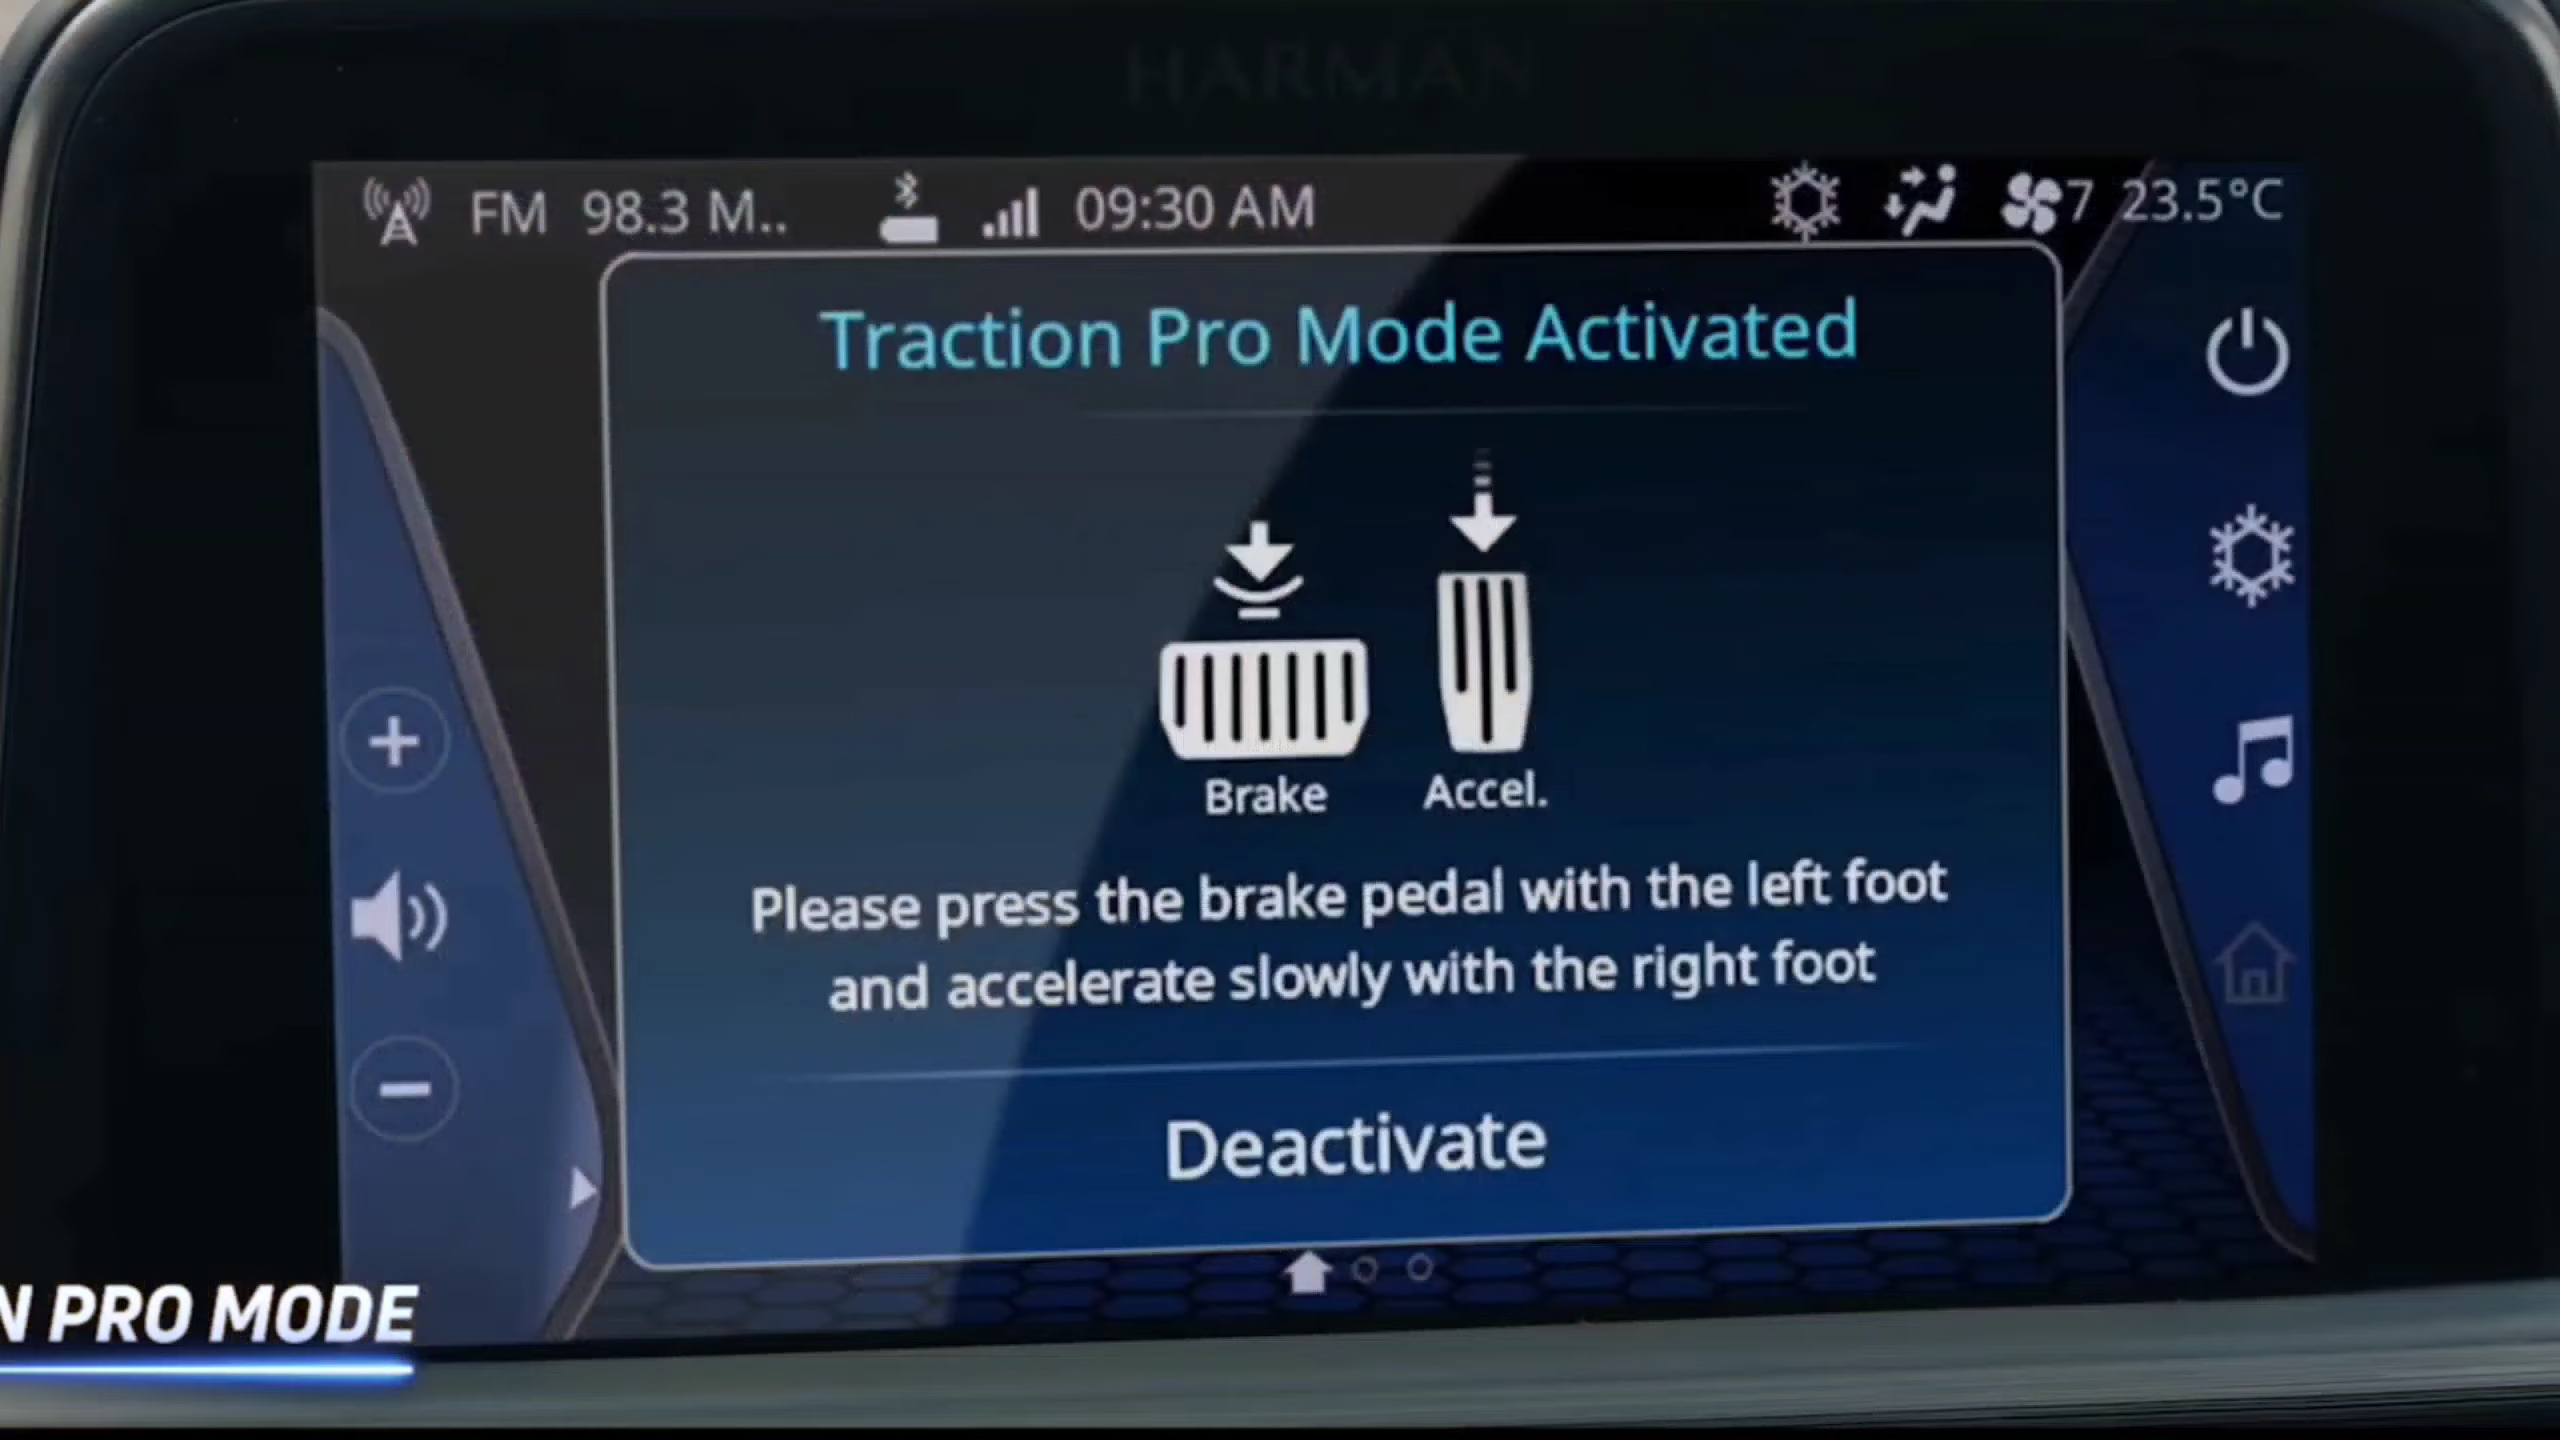 HARMAN
FM 98.3 M.. 09:30 AM 7 23.5°C
Traction Pro Mode Activated
Brake Accel.
Please press the brake pedal with the left foot
and accelerate slowly with the right foot
Deactivate
N PRO MODE